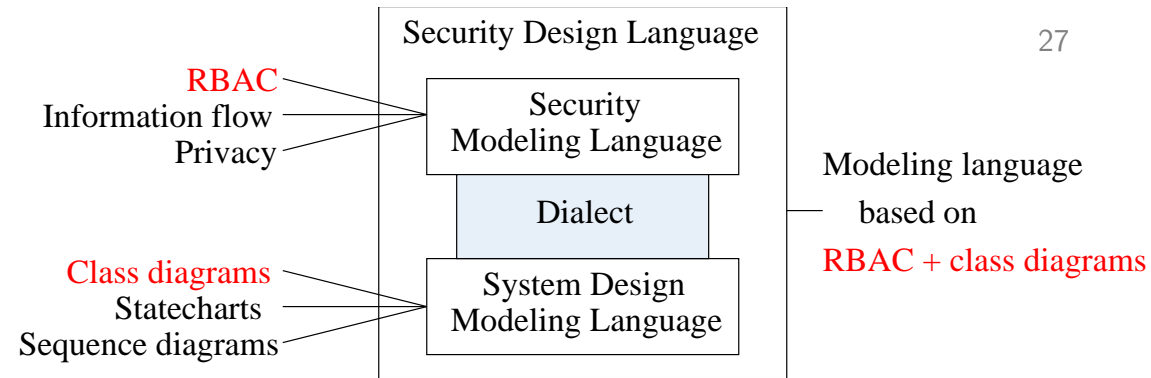 Security Design Language
27
RBAC
Information flow
Privacy
Security
Modeling Language
Dialect
Modeling language
based on
RBAC + class diagrams
Class diagrams
Statecharts
Sequence diagrams
System Design
Modeling Language